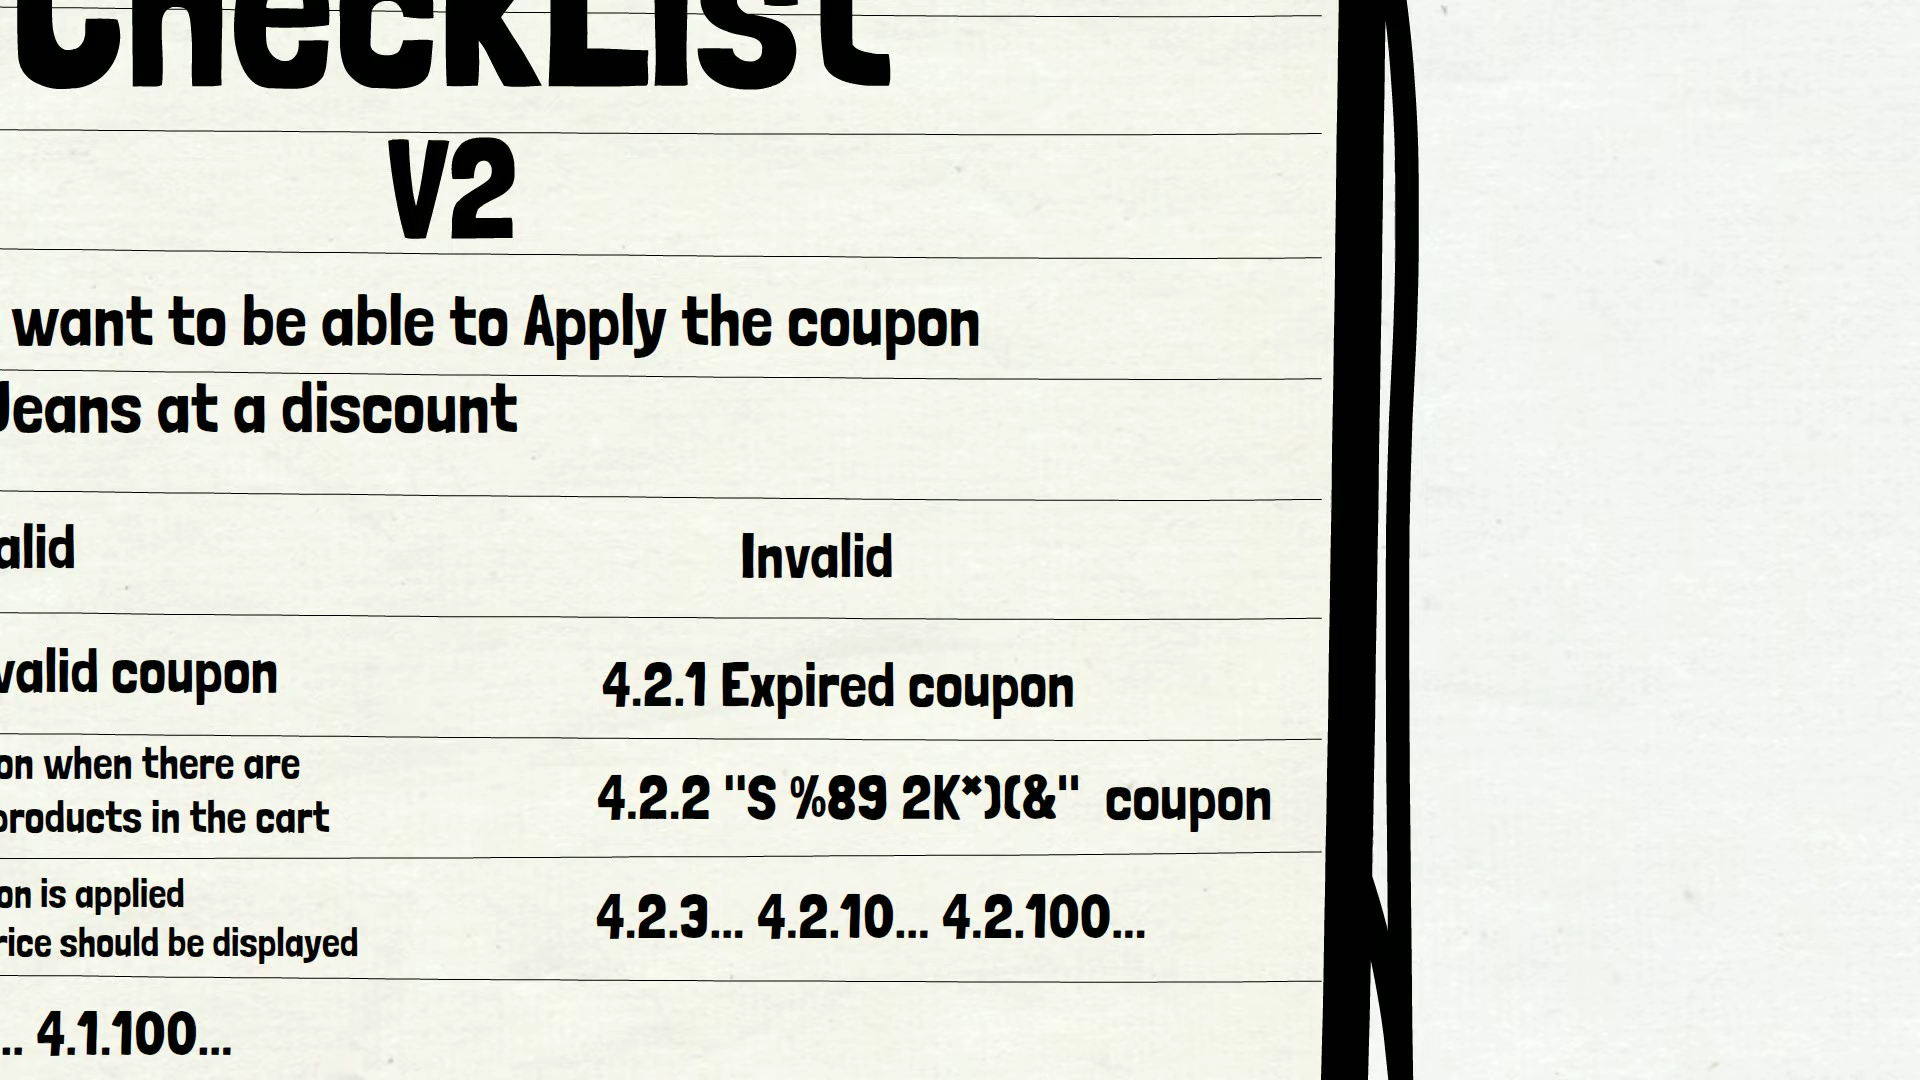 CheckList
V2
want to be able to Apply the coupon
Jeans at a discount
alid
Invalid
valid coupon
4.2.1 Expired coupon
on when there are
products in the cart
4.2.2 "S %89 2K*)(&" coupon
on is applied
rice should be displayed
4.2.3... 4.2.10... 4.2.100...
.. 4.1.100...